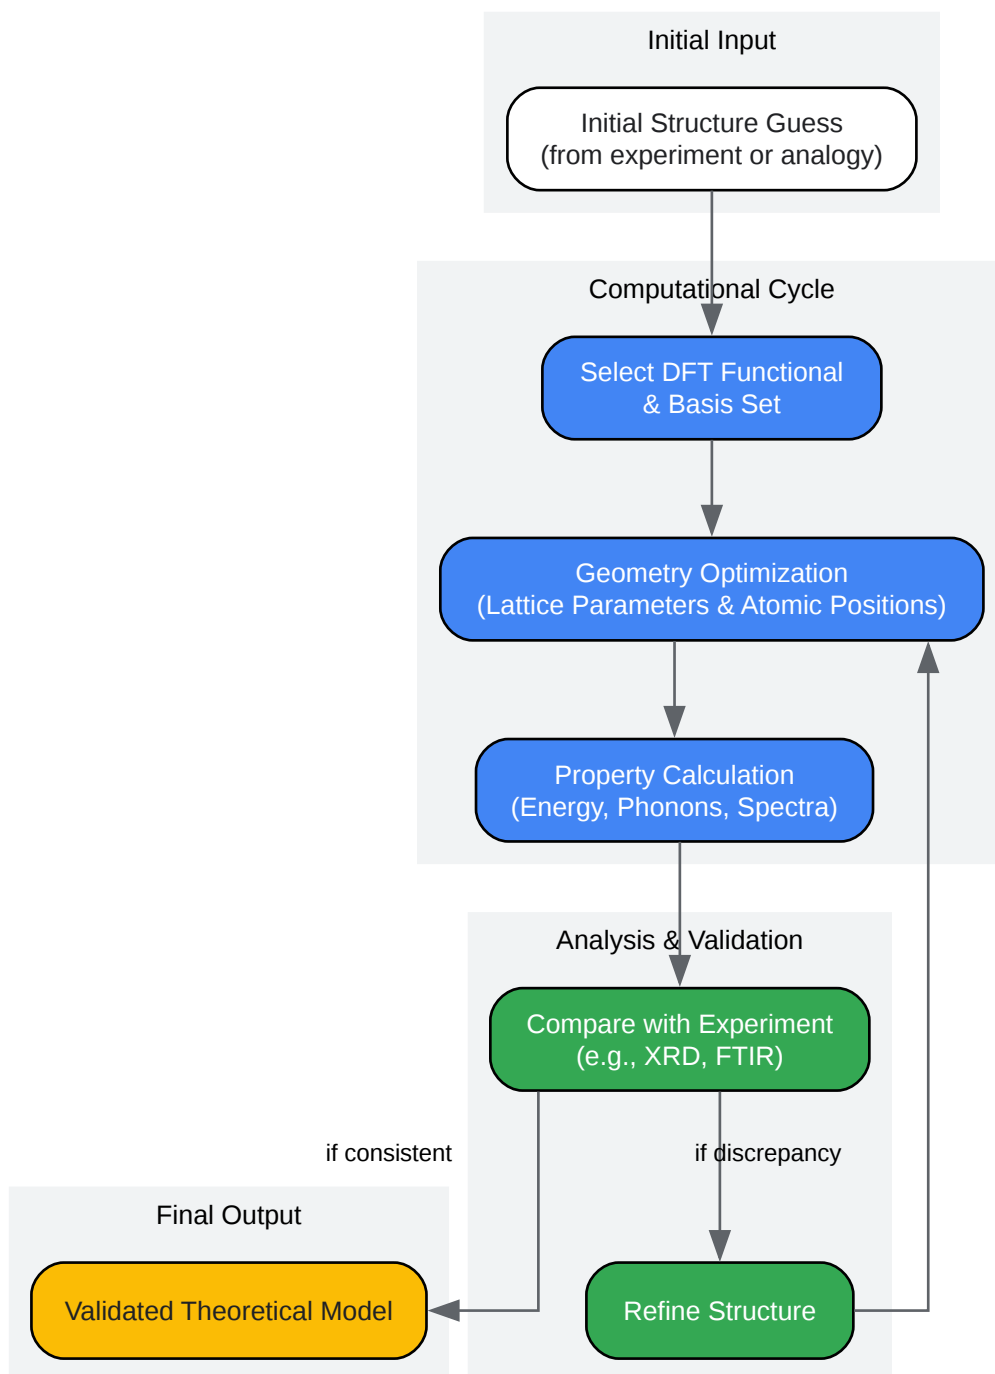 Initial Input
Initial Structure Guess
(from experiment or analogy)
Computational Cycle
Select DFT Functional
& Basis Set
Geometry Optimization
(Lattice Parameters & Atomic Positions)
Property Calculation
(Energy, Phonons, Spectra)
Analysis & Validation
Compare with Experiment
(e.g., XRD, FTIR)
if consistent
if discrepancy
Final Output
Validated Theoretical Model
Refine Structure